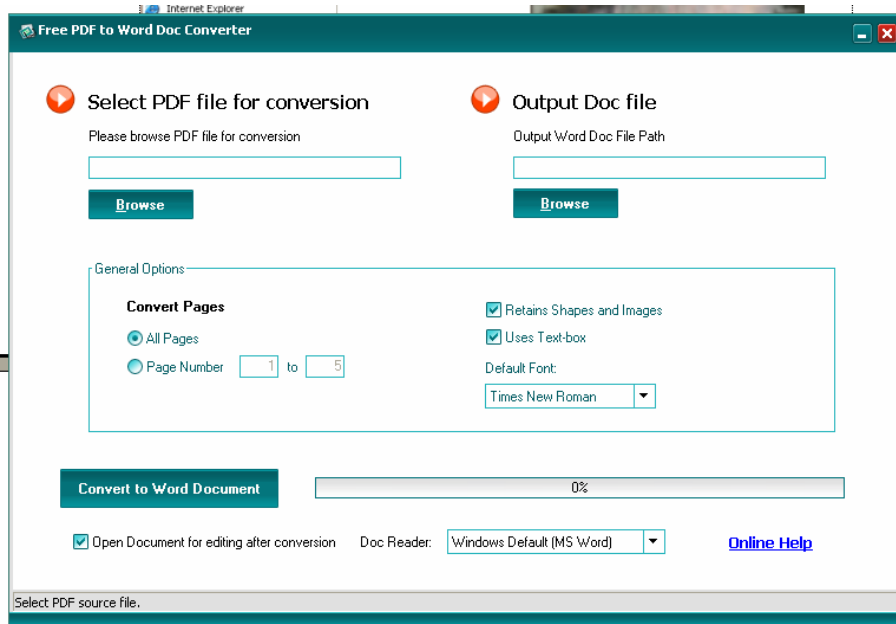 Internet Explorer
Free PDF to Word Doc Converter
Select PDF file for conversion
Output Doc file
Please browse PDF file for conversion
Output Word Doc File Path
Browse
Browse
General Options
Convert Pages
Retains Shapes and Images
All Pages
Uses Text-box
Page Number 1 to 5
Default Font:
Times New Roman
Convert to Word Document
0%
Open Document for editing after conversion Doc Reader: Windows Default (MS Word)
Online Help
Select PDF source file.